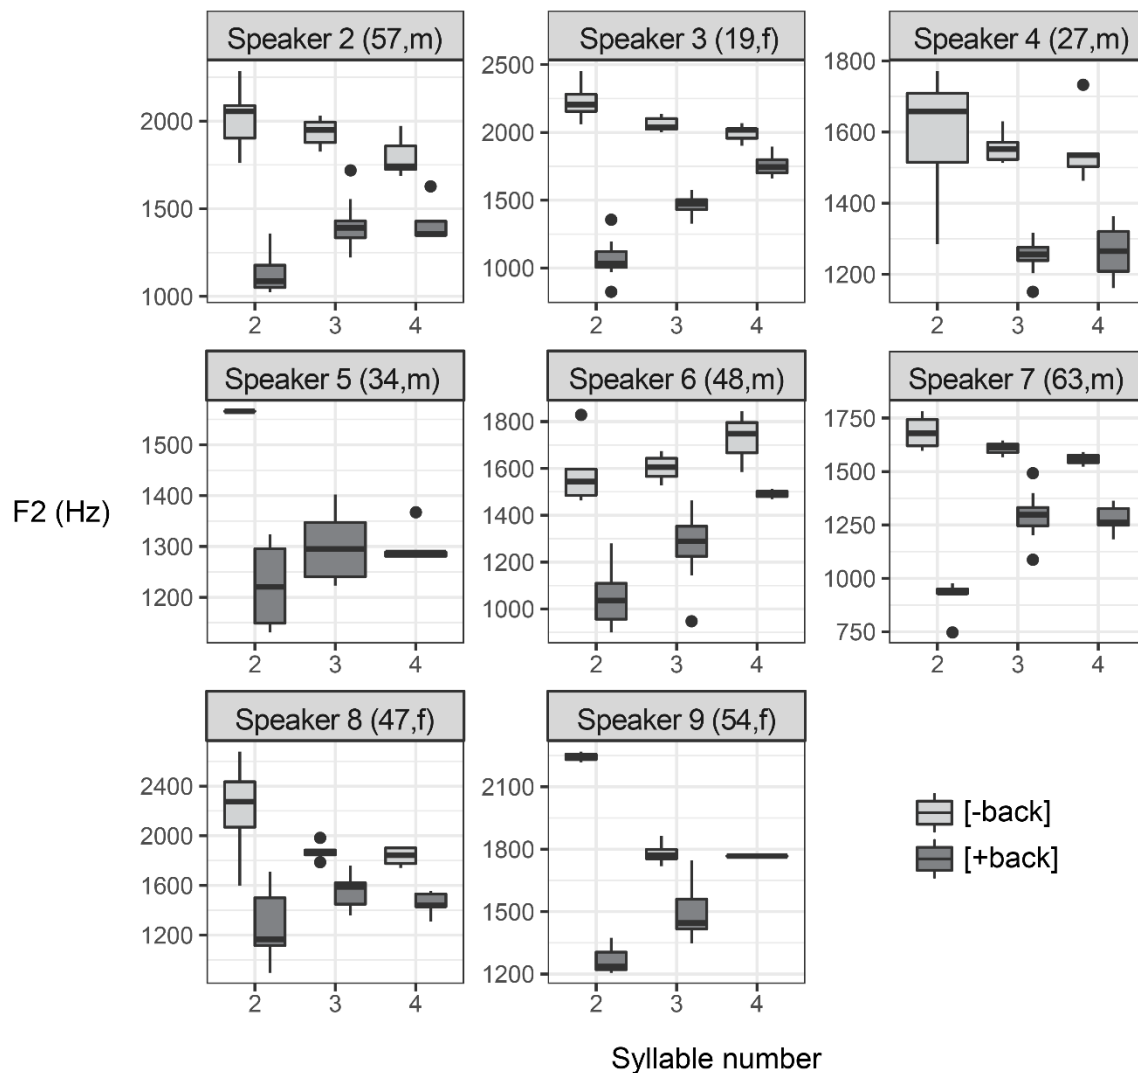 Speaker 2 (57,m)
Speaker 3 (19,f)
Speaker 4 (27,m)
2000
1500
1000
2 3 4
2500
2000
1500
1000
2 3 4
1800
1600
1400
1200
2 3 4
Speaker 5 (34,m)
Speaker 6 (48,m)
Speaker 7 (63,m)
1500
1400
1300
1200
2 3 4
1800
1600
1400
1200
1000
2 3 4
1750
1500
1250
1000
750
2 3 4
F2 (Hz)
Speaker 8 (47,f)
Speaker 9 (54,f)
2400
2000
1600
1200
2 3 4
2100
1800
1500
1200
2 3 4
[-back]
[+back]
Syllable number